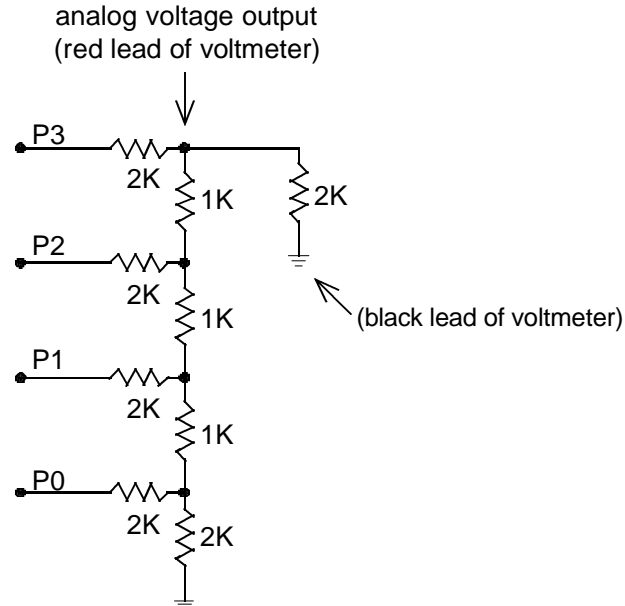 analog voltage output
(red lead of voltmeter)
P3
2K
1K
2K
P2
2K
1K
(black lead of voltmeter)
P1
2K
1K
P0
2K
2K